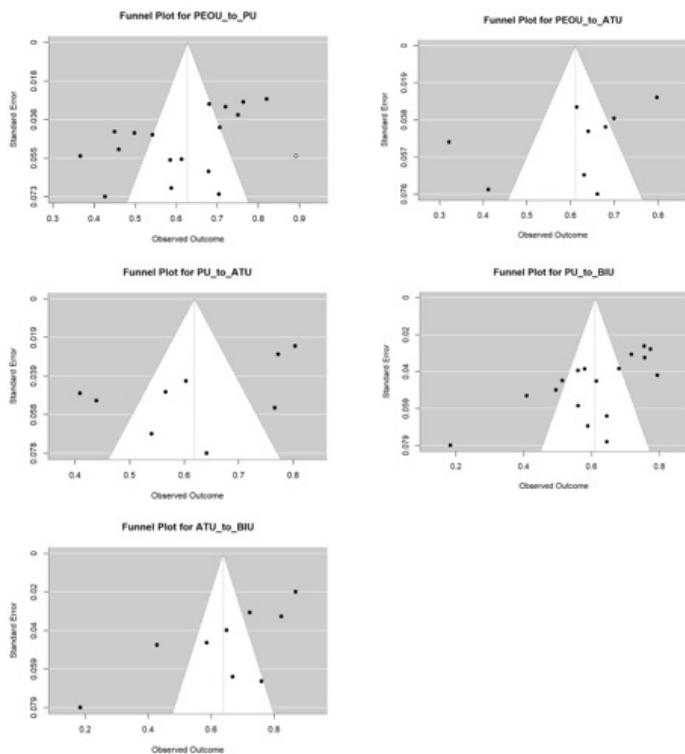 Funnel Plot for PEOU_to_PU
Standard Error
0
0.018
0.036
0.055
0.073
0.3 0.4 0.5 0.6 0.7 0.8 0.9
Observed Outcome
Funnel Plot for PEOU_to_ATU
Standard Error
0
0.019
0.038
0.057
0.076
0.3 0.4 0.5 0.6 0.7 0.8
Observed Outcome
Funnel Plot for PU_to_ATU
Standard Error
0
0.019
0.039
0.058
0.078
0.4 0.5 0.6 0.7 0.8
Observed Outcome
Funnel Plot for PU_to_BIU
Standard Error
0
0.02
0.04
0.059
0.079
0.2 0.4 0.6 0.8
Observed Outcome
Funnel Plot for ATU_to_BIU
Standard Error
0
0.02
0.04
0.059
0.079
0.2 0.4 0.6 0.8
Observed Outcome